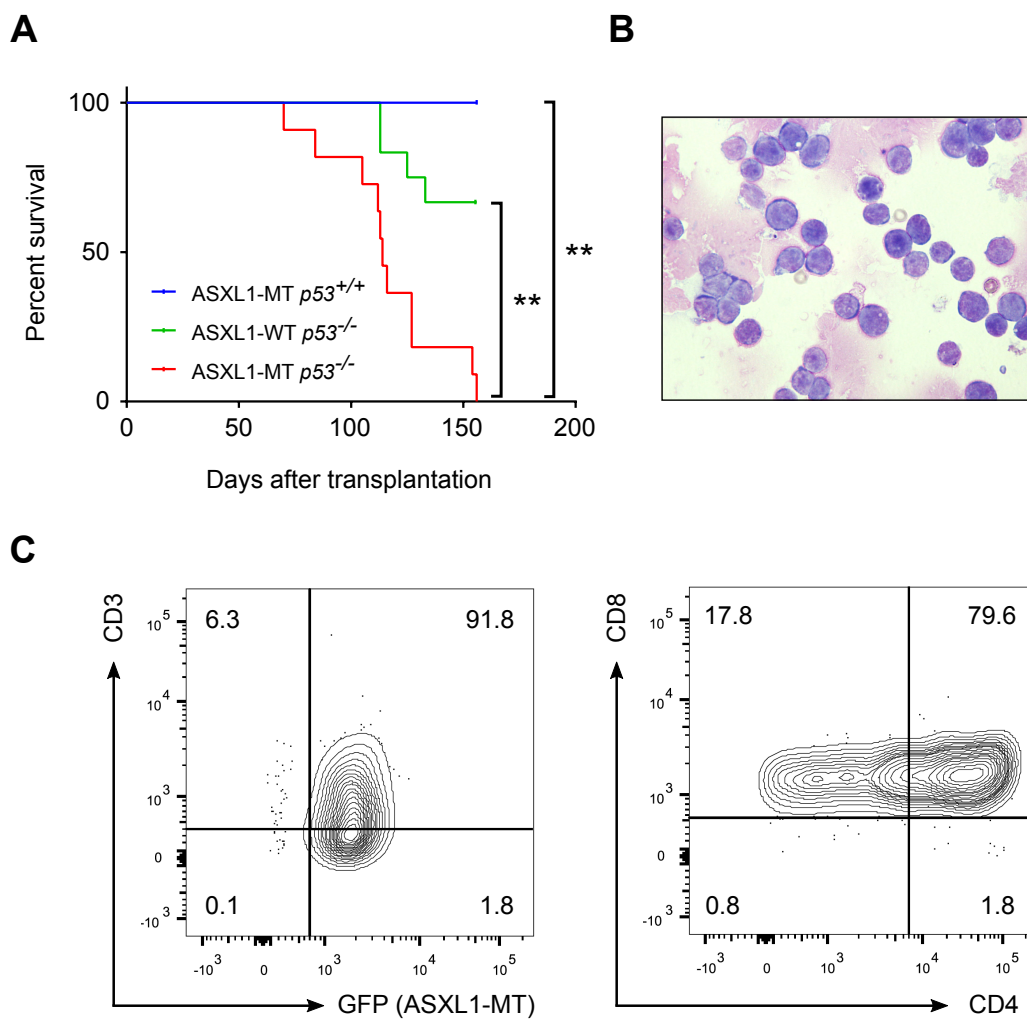 A
B
100
50
0
Percent survival
ASXL1-MT p53+/+
ASXL1-WT p53-/-
ASXL1-MT p53-/-
**
**
0 50 100 150 200
Days after transplantation
C
CD3
6.3 91.8
10^5
10^4
10^3
0
-10^3
0.1 1.8
-10^3 0 10^3 10^4 10^5
GFP (ASXL1-MT)
CD8
17.8 79.6
10^5
10^4
10^3
0
-10^3
0.8 1.8
-10^3 0 10^3 10^4 10^5
CD4